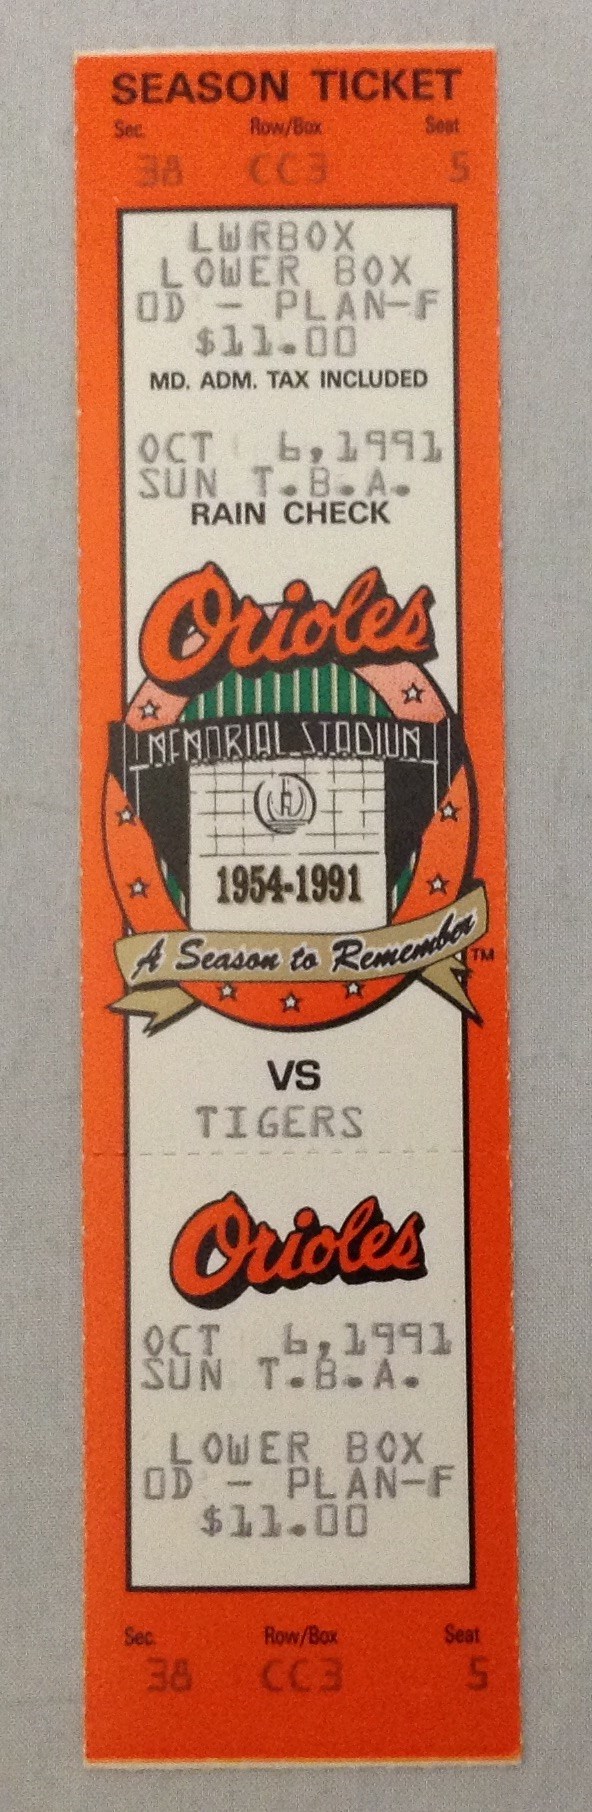 SEASON TICKET
Sec. Row/Box Seat
38 CC3 5
LWRBOX
LOWER BOX
OD - PLAN-F
$11.00
MD. ADM. TAX INCLUDED
OCT 6,1991
SUN T.B.A.
RAIN CHECK
Orioles
MEMORIAL STADIUM
1954-1991
A Season to Remember TM
VS
TIGERS
Orioles
OCT 6,1991
SUN T.B.A.
LOWER BOX
OD - PLAN-F
$11.00
Sec. Row/Box Seat
38 CC3 5